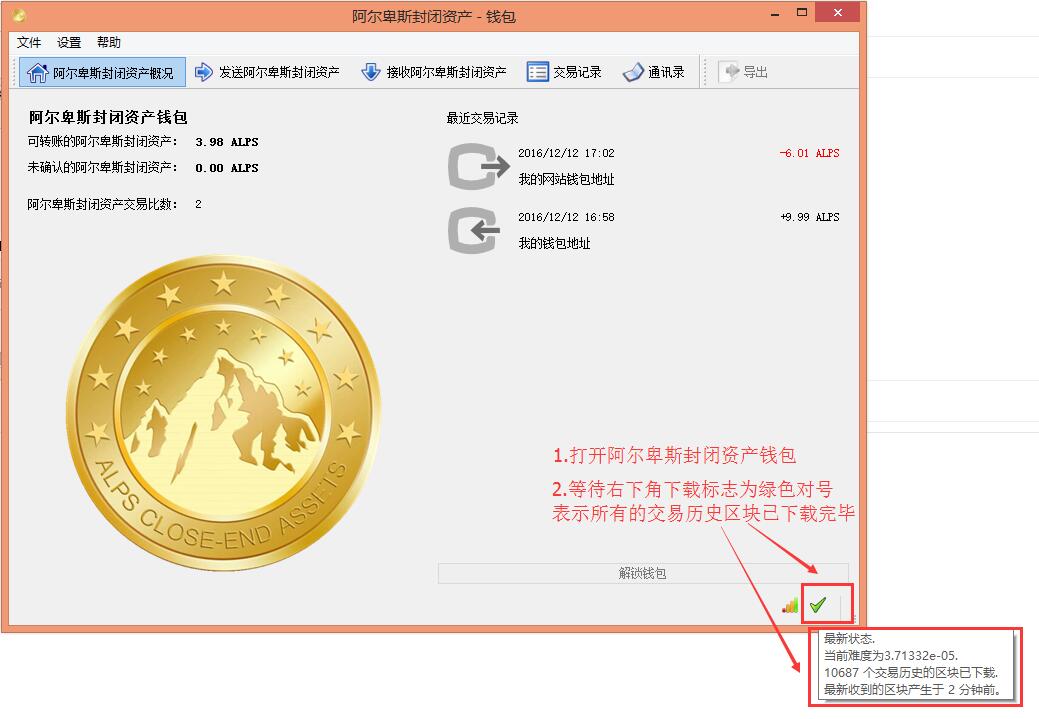 阿尔卑斯封闭资产 - 钱包
文件 设置 帮助
阿尔卑斯封闭资产概况 发送阿尔卑斯封闭资产 接收阿尔卑斯封闭资产 交易记录 通讯录 导出
阿尔卑斯封闭资产钱包
可转账的阿尔卑斯封闭资产: 3.98 ALPS
未确认的阿尔卑斯封闭资产: 0.00 ALPS
阿尔卑斯封闭资产交易比数: 2
最近交易记录
2016/12/12 17:02 -6.01 ALPS
我的网站钱包地址
2016/12/12 16:58 +9.99 ALPS
我的钱包地址
ALPS CLOSE-END ASSETS
1.打开阿尔卑斯封闭资产钱包
2.等待右下角下载标志为绿色对号
表示所有的交易历史区块已下载完毕
解锁钱包
最新状态.
当前难度为3.71332e-05.
10687 个交易历史的区块已下载.
最新收到的区块产生于 2 分钟前。